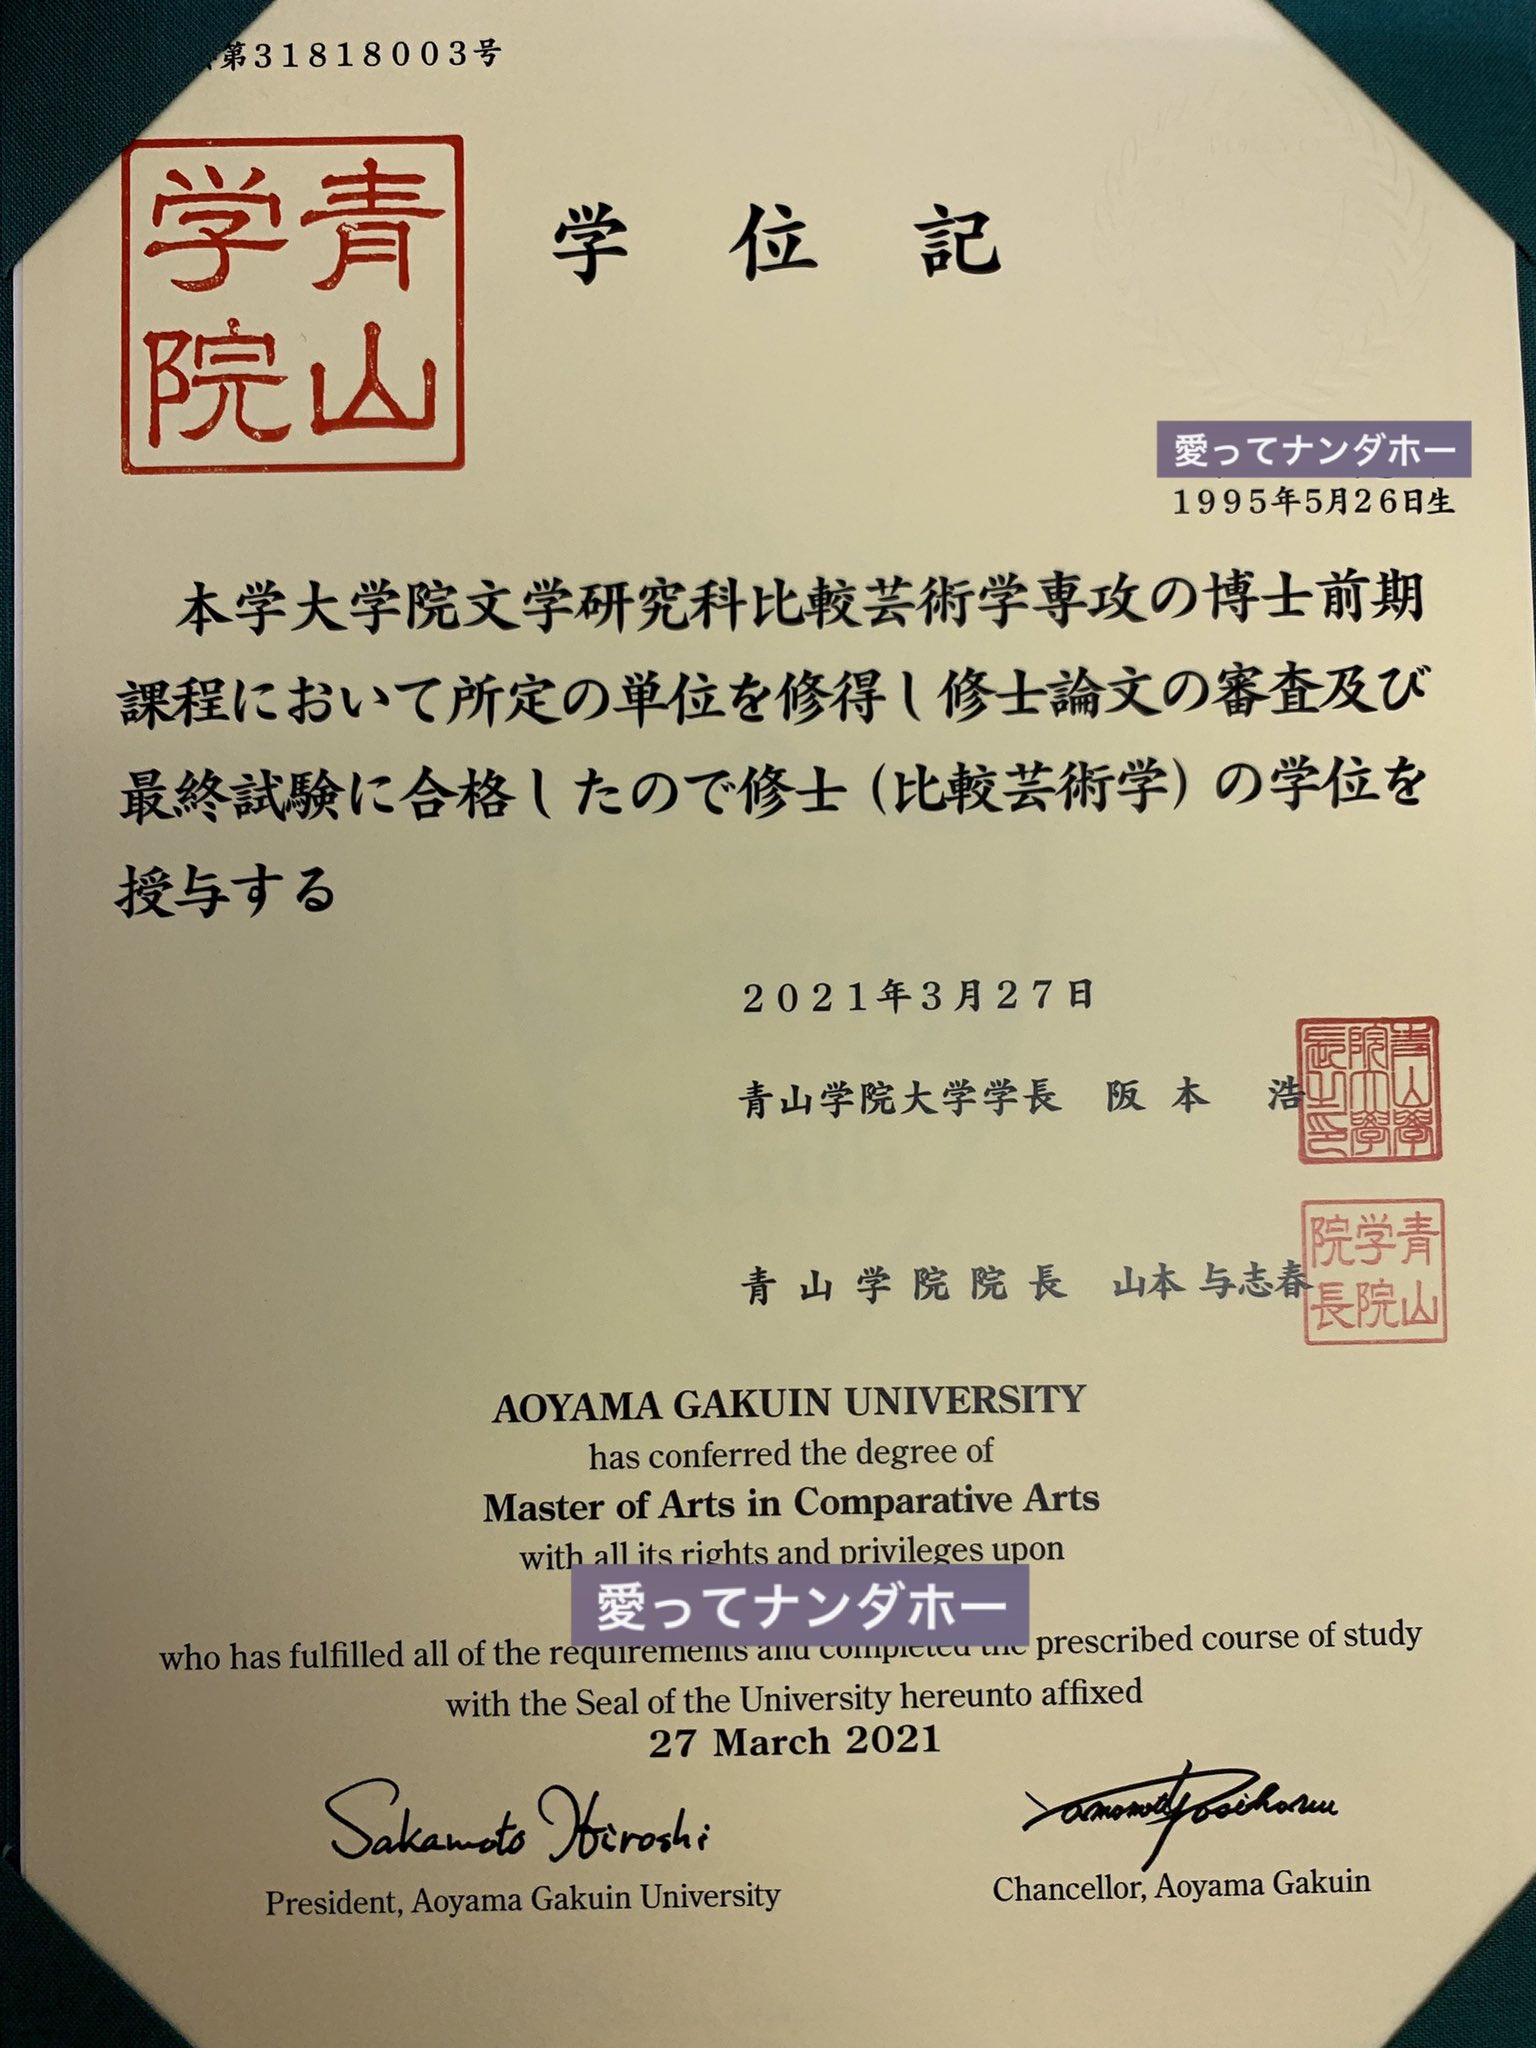 第31818003号
青山学院
学位記
愛ってナンダホー
1995年5月26日生
本学大学院文学研究科比較芸術学専攻の博士前期
課程において所定の単位を修得し修士論文の審査及び
最終試験に合格したので修士(比較芸術学)の学位を
授与する
2021年3月27日
青山学院大学学長 阪本 浩
青山學院大學長之印
青山学院院長 山本 与志春
青山学院院長
AOYAMA GAKUIN UNIVERSITY
has conferred the degree of
Master of Arts in Comparative Arts
with all its rights and privileges upon
愛ってナンダホー
who has fulfilled all of the requirements and completed the prescribed course of study
with the Seal of the University hereunto affixed
27 March 2021
Sakamoto Hiroshi
Yamamoto Yoshiharu
President, Aoyama Gakuin University
Chancellor, Aoyama Gakuin